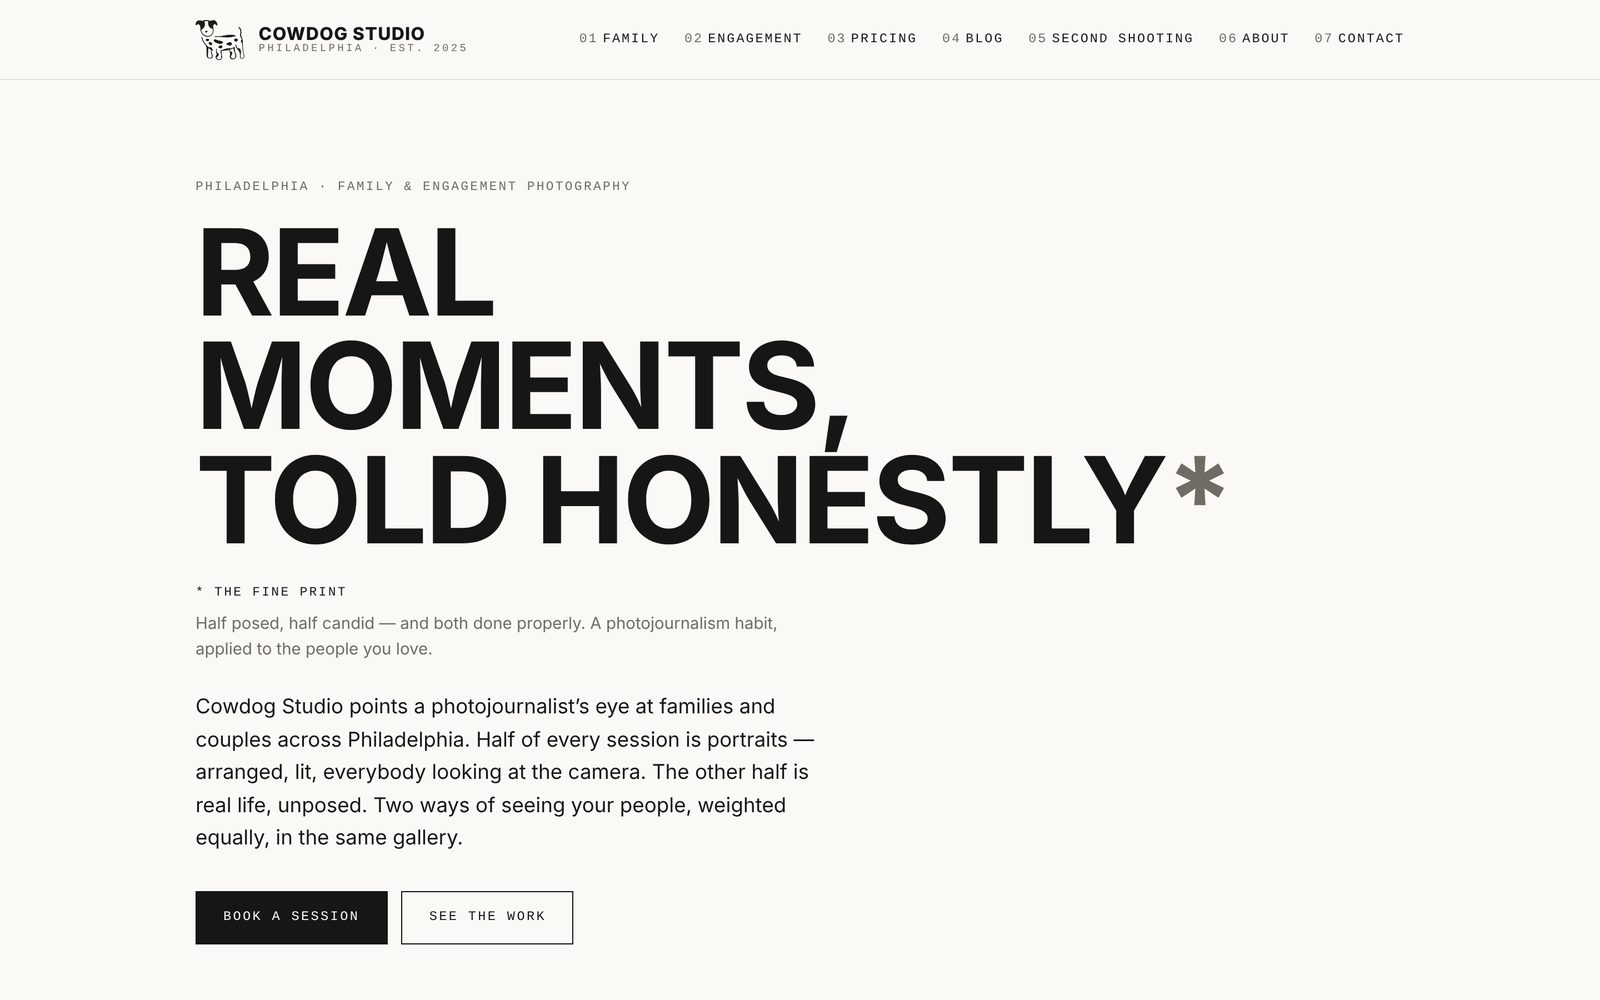 COWDOG STUDIO
PHILADELPHIA · EST. 2025
01 FAMILY 02 ENGAGEMENT 03 PRICING 04 BLOG 05 SECOND SHOOTING 06 ABOUT 07 CONTACT
PHILADELPHIA · FAMILY & ENGAGEMENT PHOTOGRAPHY
REAL
MOMENTS,
TOLD HONESTLY*
* THE FINE PRINT
Half posed, half candid — and both done properly. A photojournalism habit,
applied to the people you love.
Cowdog Studio points a photojournalist’s eye at families and
couples across Philadelphia. Half of every session is portraits —
arranged, lit, everybody looking at the camera. The other half is
real life, unposed. Two ways of seeing your people, weighted
equally, in the same gallery.
BOOK A SESSION
SEE THE WORK